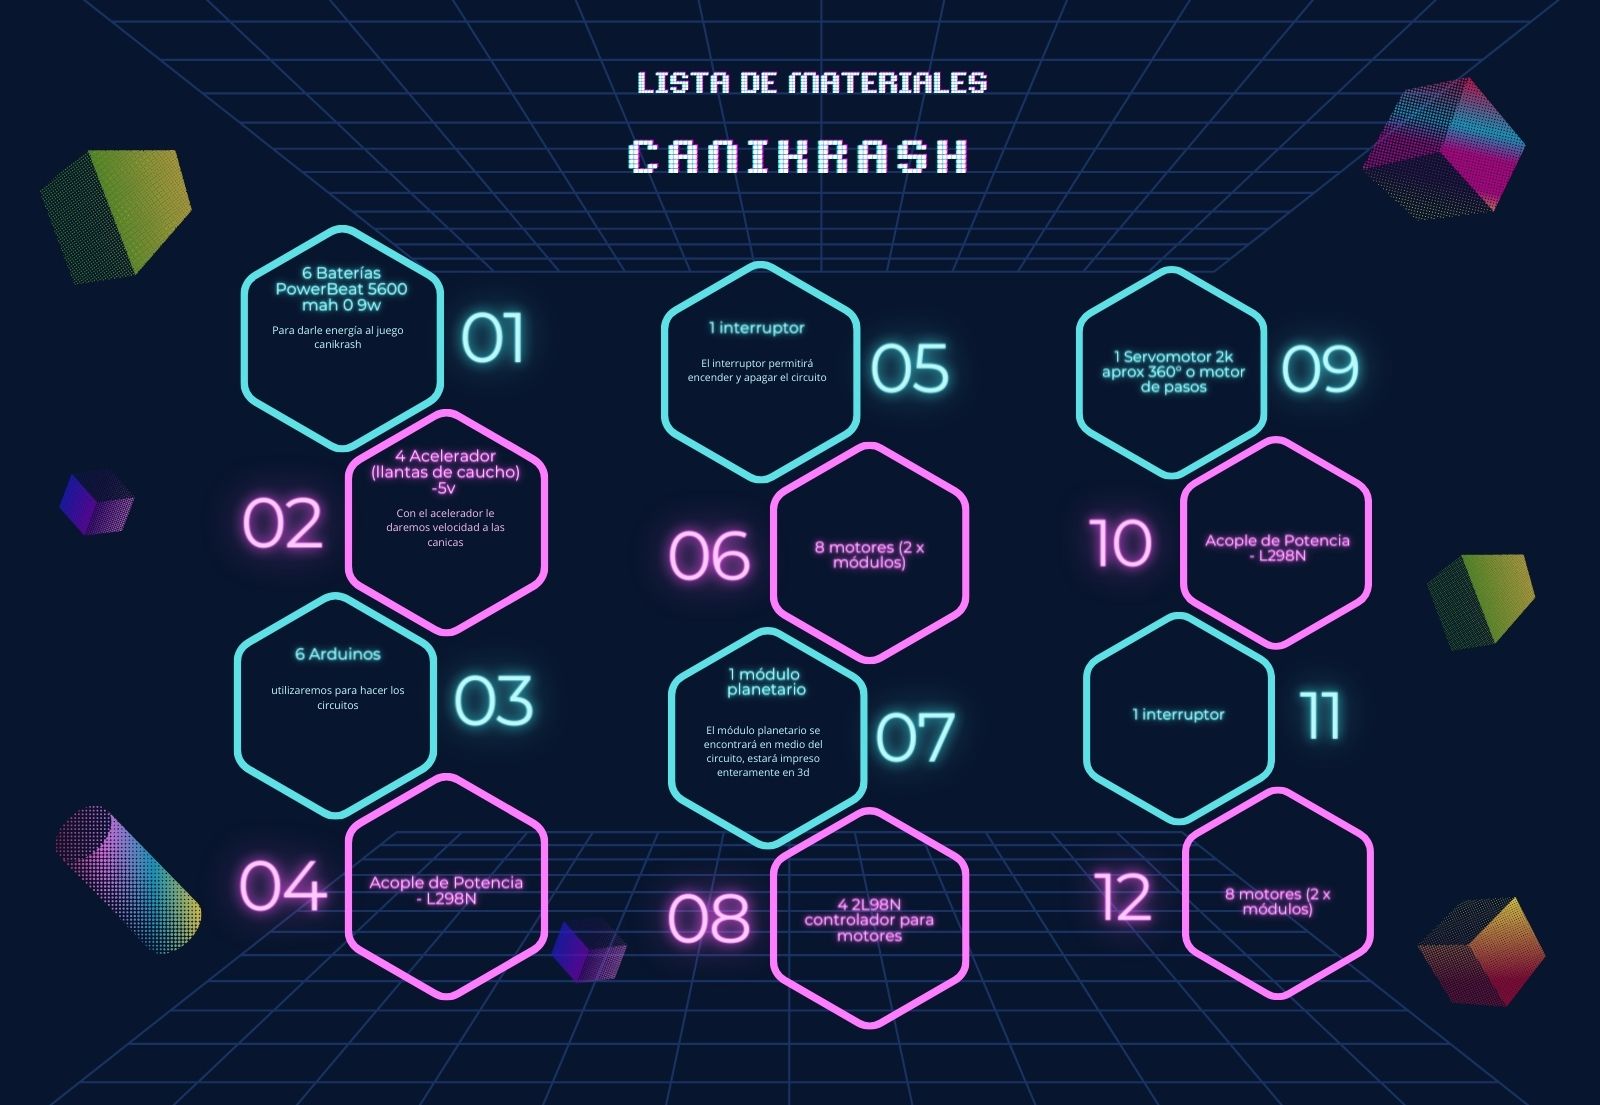 LISTA DE MATERIALES
CANIKRASH
6 Baterías
PowerBeat 5600
mah 0 9w
Para darle energía al juego
canikrash
01
4 Acelerador
(llantas de caucho)
-5v
Con el acelerador le
daremos velocidad a las
canicas
02
6 Arduinos
utilizaremos para hacer los
circuitos
03
Acople de Potencia
- L298N
04
1 interruptor
El interruptor permitirá
encender y apagar el circuito
05
8 motores (2 x
módulos)
06
1 módulo
planetario
El módulo planetario se
encontrará en medio del
circuito, estará impreso
enteramente en 3d
07
4 2L98N
controlador para
motores
08
1 Servomotor 2k
aprox 360° o motor
de pasos
09
Acople de Potencia
- L298N
10
1 interruptor
11
8 motores (2 x
módulos)
12